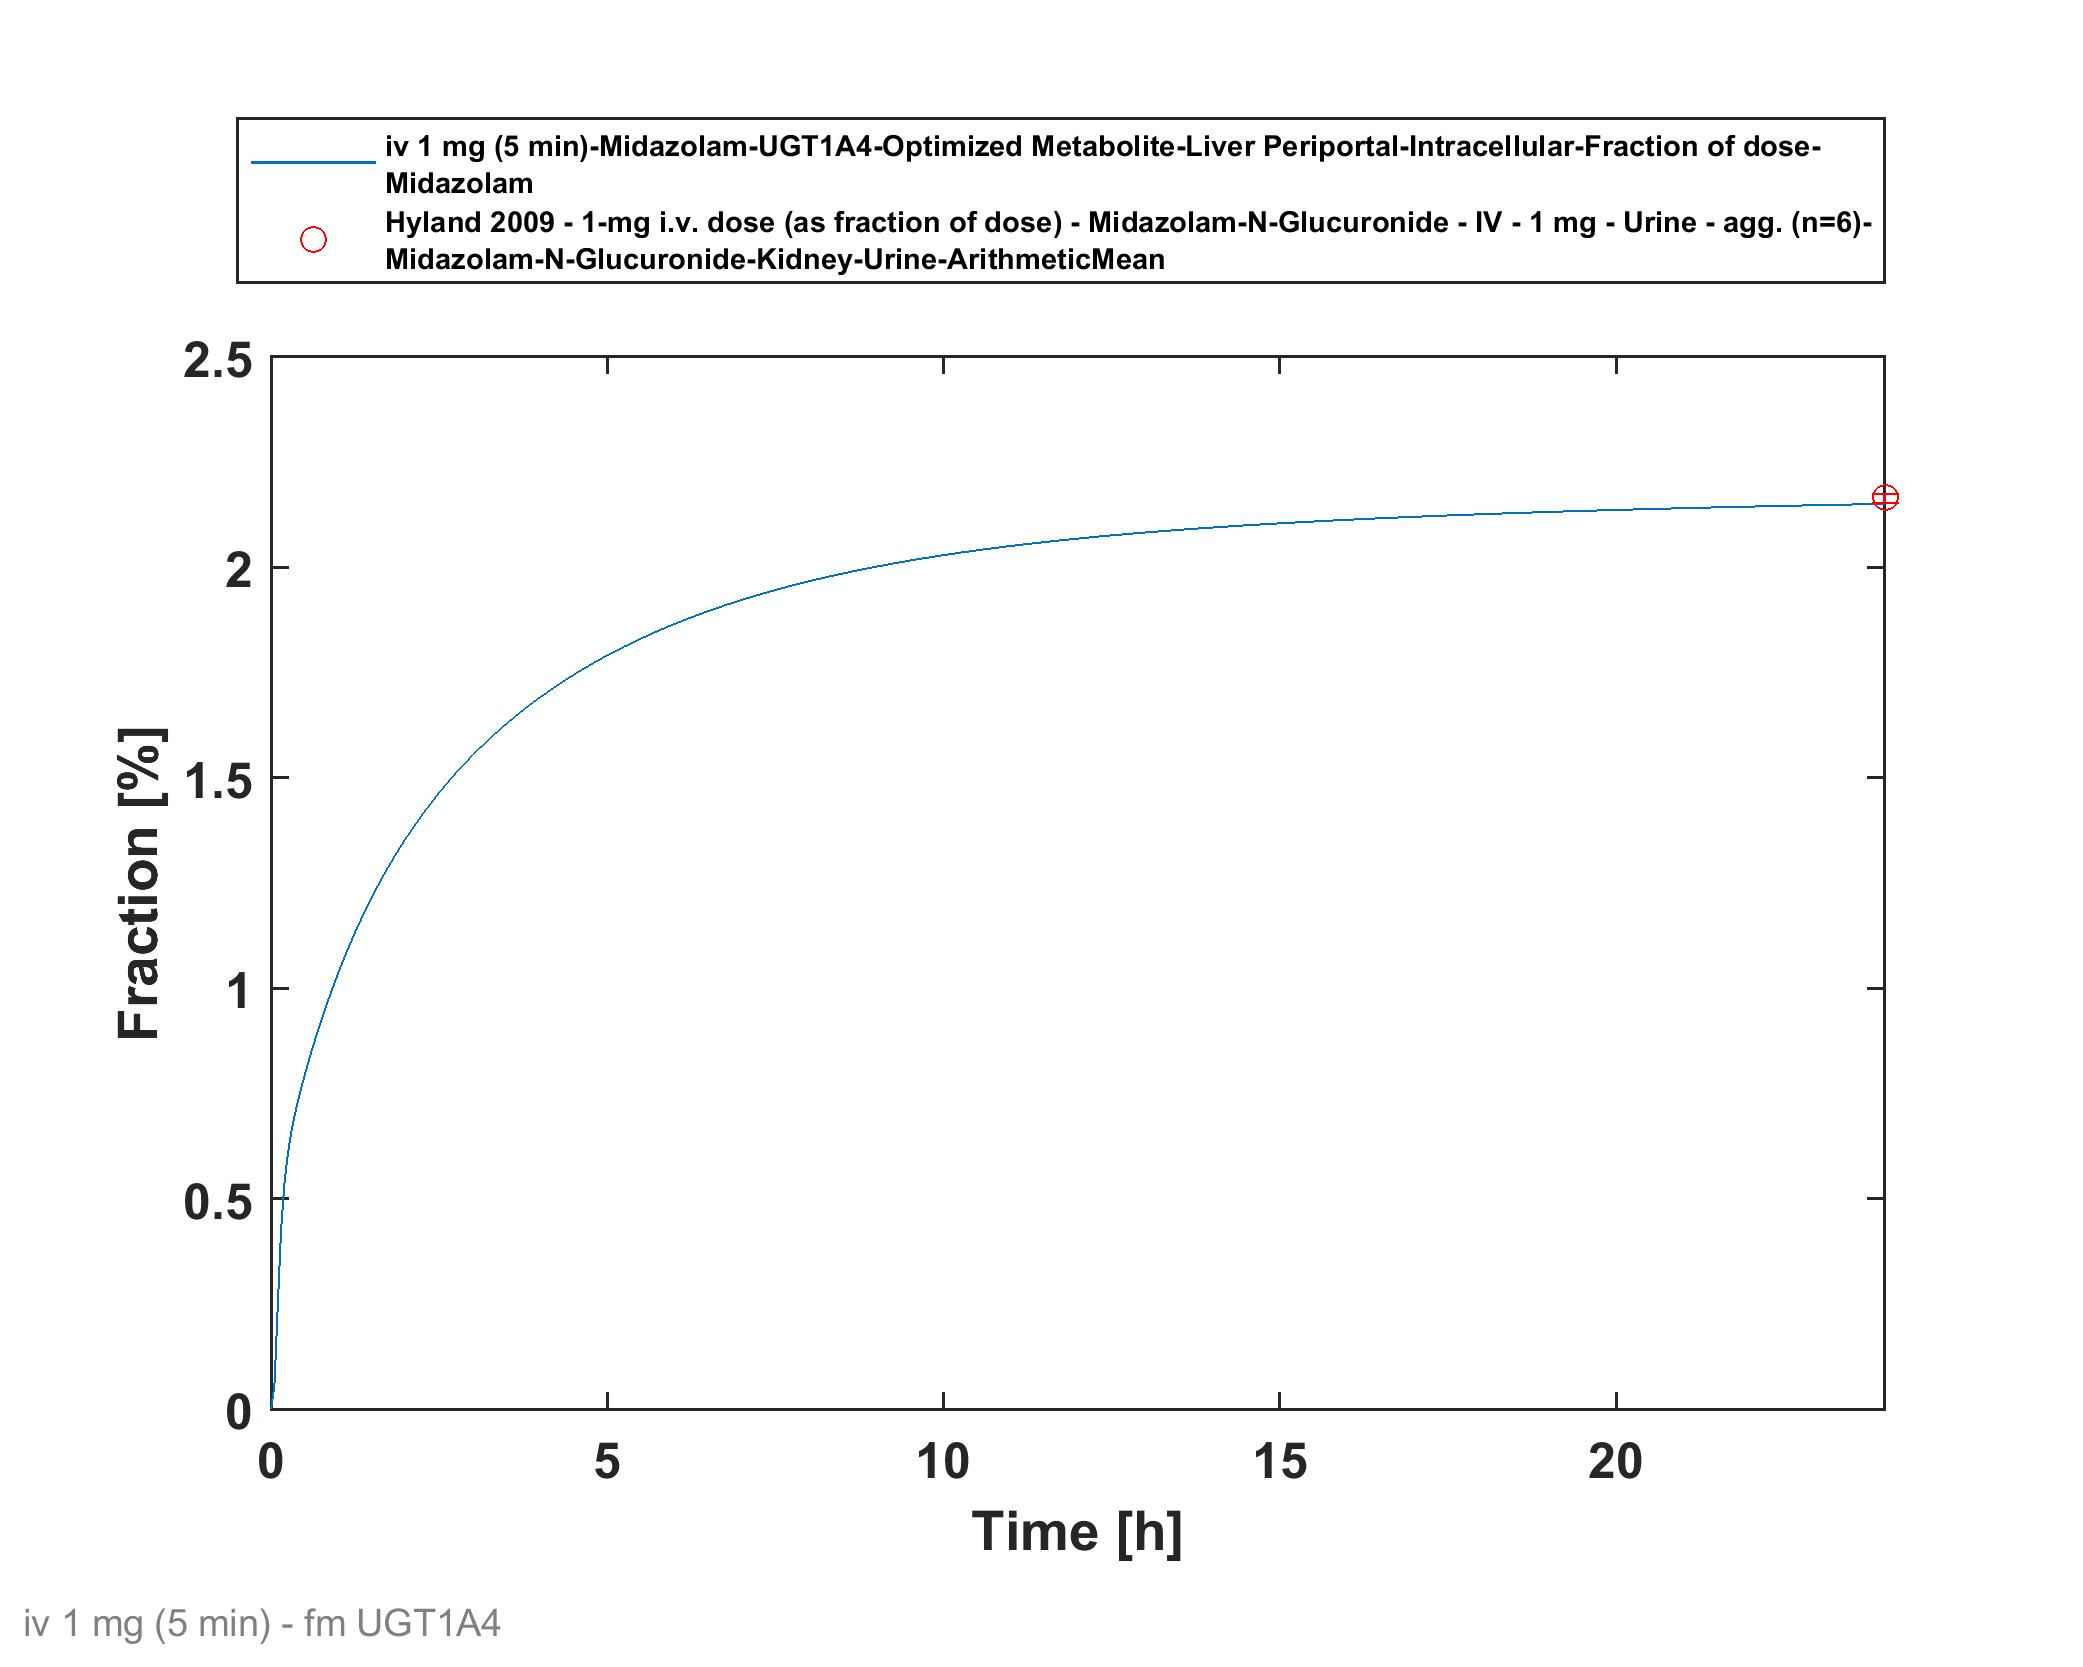 iv 1 mg (5 min)-Midazolam-UGT1A4-Optimized Metabolite-Liver Periportal-Intracellular-Fraction of dose-
Midazolam
Hyland 2009 - 1-mg i.v. dose (as fraction of dose) - Midazolam-N-Glucuronide - IV - 1 mg - Urine - agg. (n=6)-
Midazolam-N-Glucuronide-Kidney-Urine-ArithmeticMean
2.5
2
1.5
1
0.5
0
Fraction [%]
0 5 10 15 20
Time [h]
iv 1 mg (5 min) - fm UGT1A4